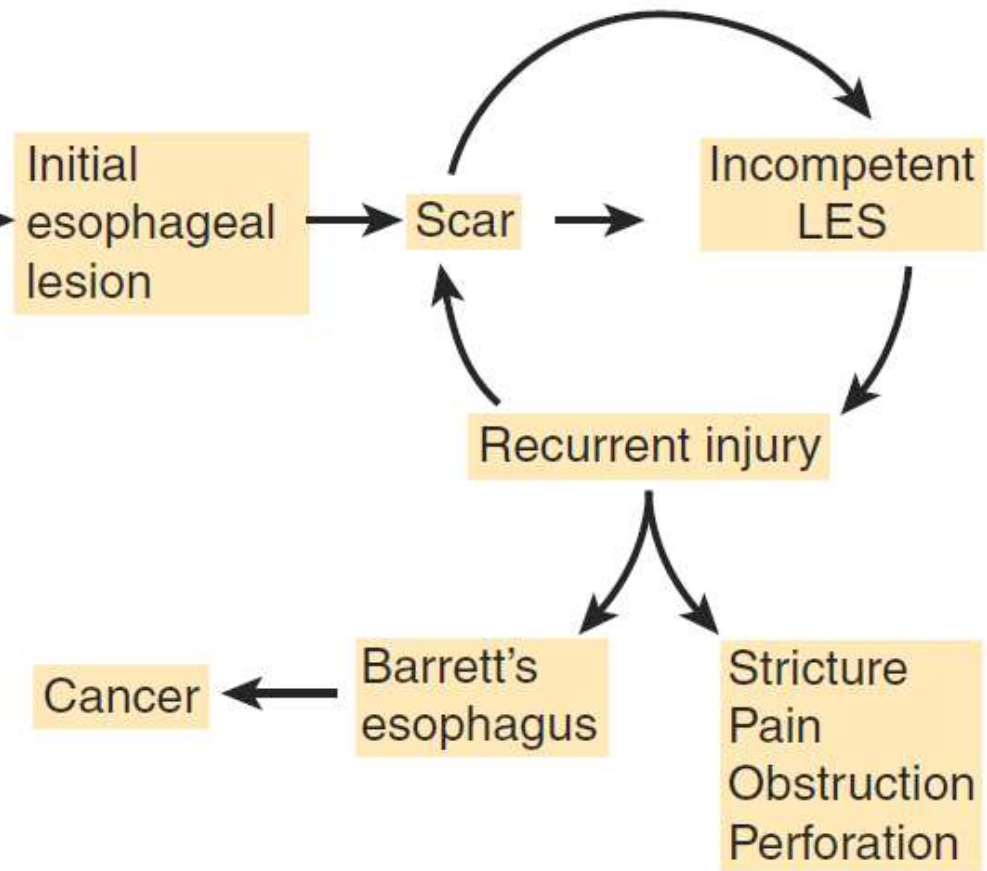 Initial
esophageal
lesion
Scar
Incompetent
LES
Recurrent injury
Cancer
Barrett’s
esophagus
Stricture
Pain
Obstruction
Perforation